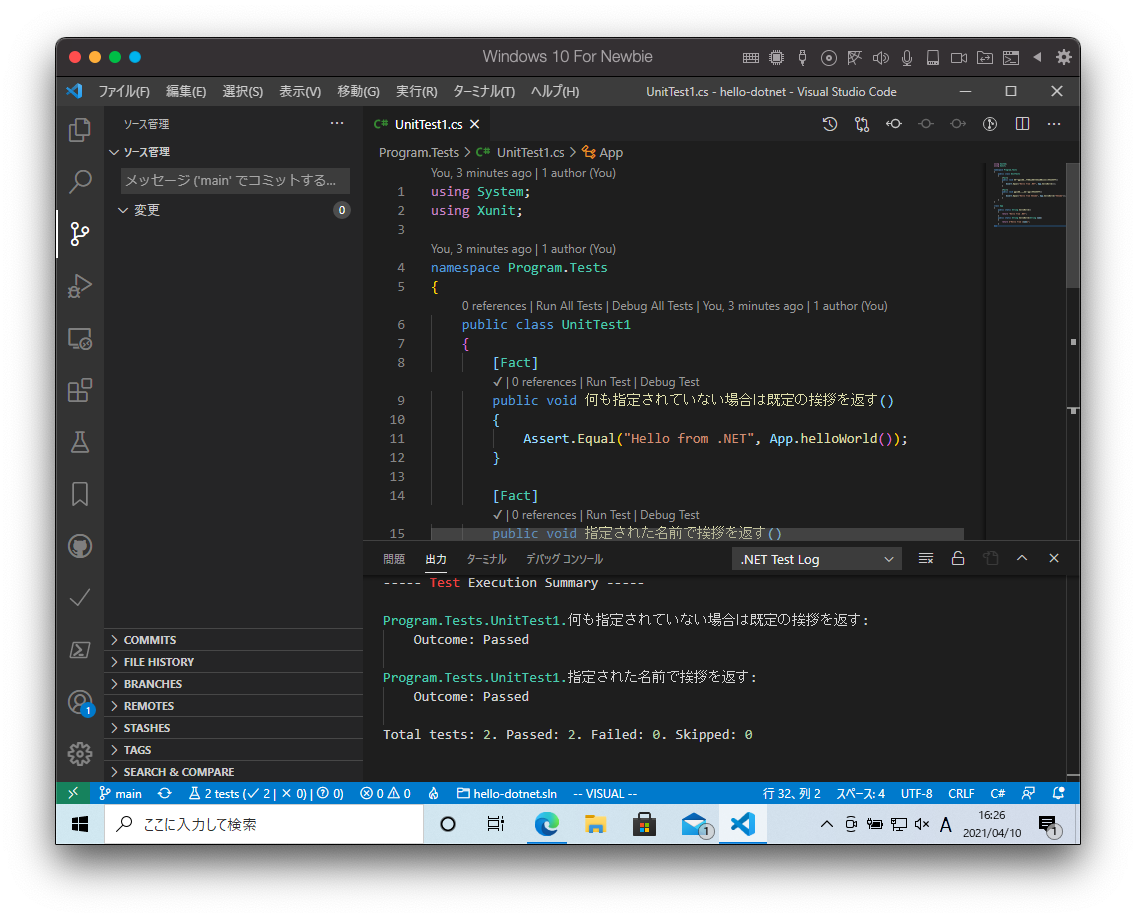 Windows 10 For Newbie
ファイル(F) 編集(E) 選択(S) 表示(V) 移動(G) 実行(R) ターミナル(T) ヘルプ(H) UnitTest1.cs - hello-dotnet - Visual Studio Code
ソース管理
ソース管理
メッセージ ('main' でコミットする...
変更 0
COMMITS
FILE HISTORY
BRANCHES
REMOTES
STASHES
TAGS
SEARCH & COMPARE
C# UnitTest1.cs
Program.Tests > C# UnitTest1.cs > App
You, 3 minutes ago | 1 author (You)
1 using System;
2 using Xunit;
3
You, 3 minutes ago | 1 author (You)
4 namespace Program.Tests
5 {
0 references | Run All Tests | Debug All Tests | You, 3 minutes ago | 1 author (You)
6 public class UnitTest1
7 {
8 [Fact]
✓ | 0 references | Run Test | Debug Test
9 public void 何も指定されていない場合は既定の挨拶を返す()
10 {
11 Assert.Equal("Hello from .NET", App.helloWorld());
12 }
13
14 [Fact]
✓ | 0 references | Run Test | Debug Test
15 public void 指定された名前で挨拶を返す()
問題 出力 ターミナル デバッグ コンソール .NET Test Log
----- Test Execution Summary -----
Program.Tests.UnitTest1.何も指定されていない場合は既定の挨拶を返す:
Outcome: Passed
Program.Tests.UnitTest1.指定された名前で挨拶を返す:
Outcome: Passed
Total tests: 2. Passed: 2. Failed: 0. Skipped: 0
1
main 2 tests (✓ 2 | ✕ 0) | ? 0) 0 0 hello-dotnet.sln -- VISUAL -- 行 32、列 2 スペース: 4 UTF-8 CRLF C#
ここに入力して検索 1 A 16:26
2021/04/10 1